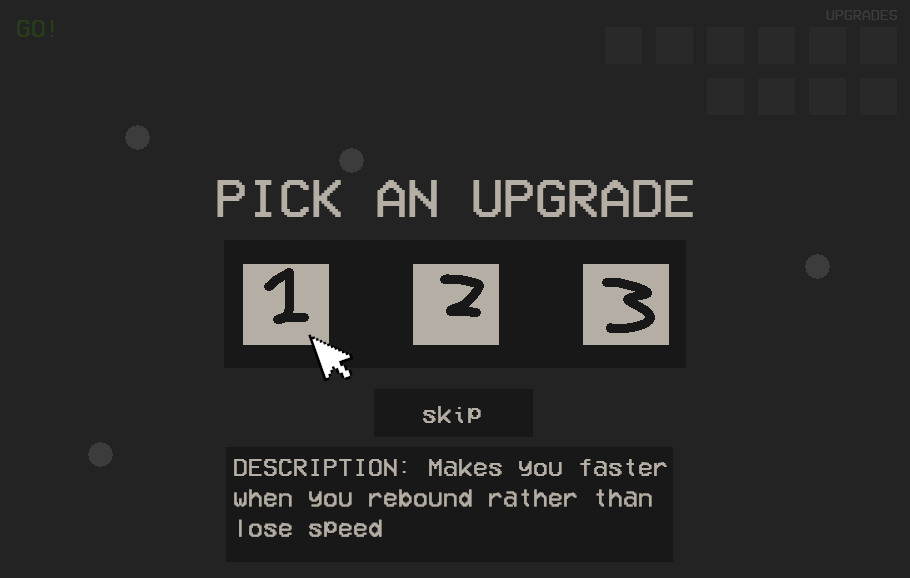 GO!
UPGRADES
PICK AN UPGRADE
1 2 3
skip
DESCRIPTION: Makes you faster
when you rebound rather than
lose speed